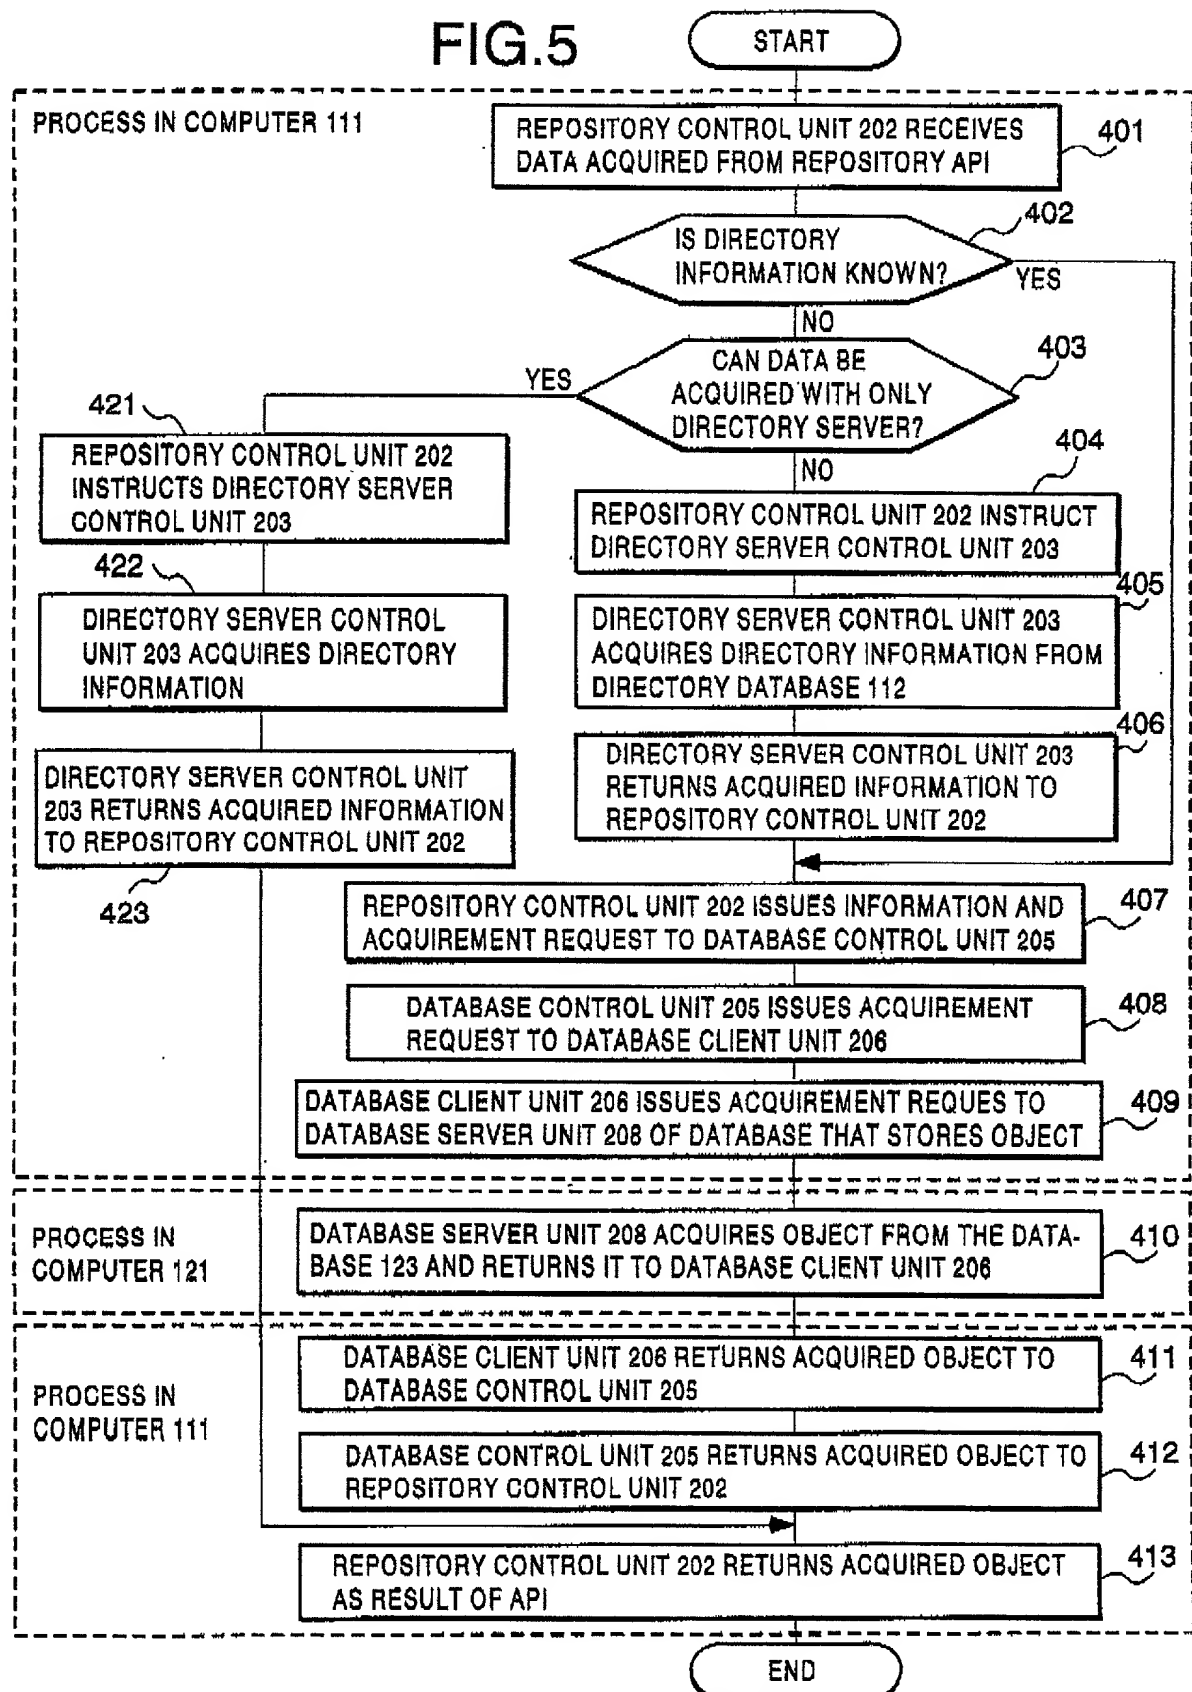 FIG.5
START
PROCESS IN COMPUTER 111
REPOSITORY CONTROL UNIT 202 RECEIVES
DATA ACQUIRED FROM REPOSITORY API
401
402
IS DIRECTORY
INFORMATION KNOWN?
YES
NO
403
CAN DATA BE
ACQUIRED WITH ONLY
DIRECTORY SERVER?
YES
NO
421
REPOSITORY CONTROL UNIT 202
INSTRUCTS DIRECTORY SERVER
CONTROL UNIT 203
404
REPOSITORY CONTROL UNIT 202 INSTRUCT
DIRECTORY SERVER CONTROL UNIT 203
422
DIRECTORY SERVER CONTROL
UNIT 203 ACQUIRES DIRECTORY
INFORMATION
405
DIRECTORY SERVER CONTROL UNIT 203
ACQUIRES DIRECTORY INFORMATION FROM
DIRECTORY DATABASE 112
406
DIRECTORY SERVER CONTROL UNIT 203
RETURNS ACQUIRED INFORMATION TO
REPOSITORY CONTROL UNIT 202
DIRECTORY SERVER CONTROL UNIT
203 RETURNS ACQUIRED INFORMATION
TO REPOSITORY CONTROL UNIT 202
423
REPOSITORY CONTROL UNIT 202 ISSUES INFORMATION AND
ACQUIREMENT REQUEST TO DATABASE CONTROL UNIT 205
407
DATABASE CONTROL UNIT 205 ISSUES ACQUIREMENT
REQUEST TO DATABASE CLIENT UNIT 206
408
DATABASE CLIENT UNIT 206 ISSUES ACQUIREMENT REQUES TO
DATABASE SERVER UNIT 208 OF DATABASE THAT STORES OBJECT
409
PROCESS IN
COMPUTER 121
DATABASE SERVER UNIT 208 ACQUIRES OBJECT FROM THE DATA-
BASE 123 AND RETURNS IT TO DATABASE CLIENT UNIT 206
410
PROCESS IN
COMPUTER 111
DATABASE CLIENT UNIT 206 RETURNS ACQUIRED OBJECT TO
DATABASE CONTROL UNIT 205
411
DATABASE CONTROL UNIT 205 RETURNS ACQUIRED OBJECT TO
REPOSITORY CONTROL UNIT 202
412
REPOSITORY CONTROL UNIT 202 RETURNS ACQUIRED OBJECT
AS RESULT OF API
413
END